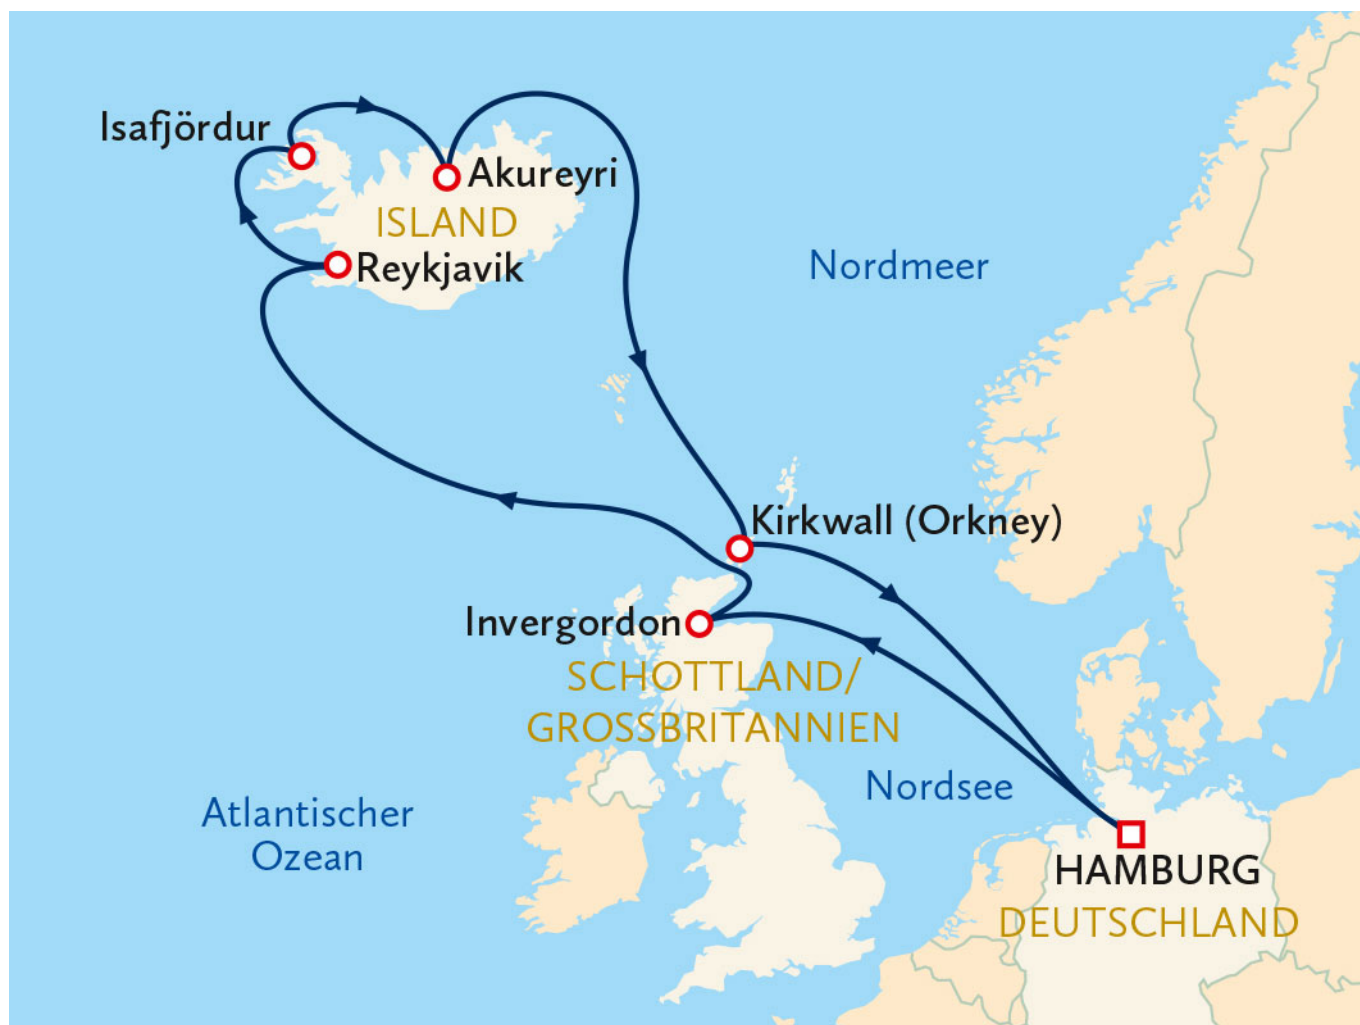 Isafjördur
Akureyri
ISLAND
Reykjavik
Nordmeer
Kirkwall (Orkney)
Invergordon
SCHOTTLAND/
GROSSBRITANNIEN
Nordsee
Atlantischer
Ozean
HAMBURG
DEUTSCHLAND